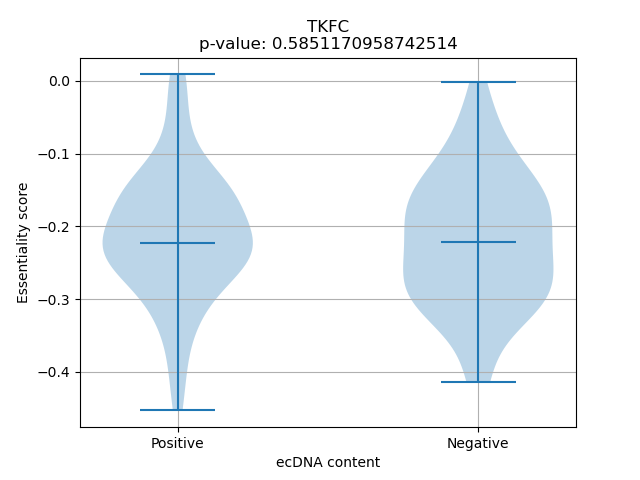 TKFC
p-value: 0.5851170958742514
0.0
−0.1
−0.2
−0.3
−0.4
Essentiality score
Positive
Negative
ecDNA content